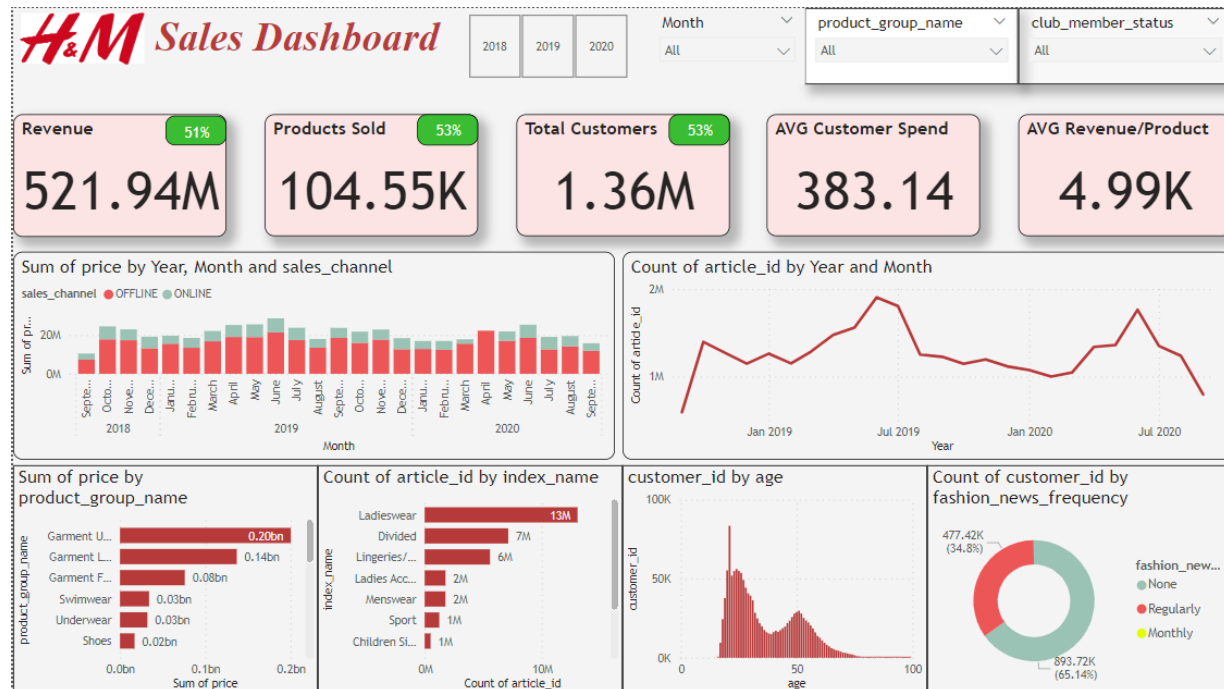 H&M Sales Dashboard
2018 2019 2020
Month
All
product_group_name
All
club_member_status
All
Revenue
51%
521.94M
Products Sold
53%
104.55K
Total Customers
53%
1.36M
AVG Customer Spend
383.14
AVG Revenue/Product
4.99K
Sum of price by Year, Month and sales_channel
sales_channel OFFLINE ONLINE
Sum of pr...
20M
0M
Septe... Octo... Nove... Dece... Janu... Febru... March April May June July August Septe... Octo... Nove... Dece... Janu... Febru... March April May June July August Septe...
2018 2019 2020
Month
Count of article_id by Year and Month
Count of article_id
2M
1M
Jan 2019 Jul 2019 Jan 2020 Jul 2020
Year
Sum of price by
product_group_name
product_group_name
Garment U... 0.20bn
Garment L... 0.14bn
Garment F... 0.08bn
Swimwear 0.03bn
Underwear 0.03bn
Shoes 0.02bn
0.0bn 0.1bn 0.2bn
Sum of price
Count of article_id by index_name
index_name
Ladieswear 13M
Divided 7M
Lingeries/... 6M
Ladies Acc... 2M
Menswear 2M
Sport 1M
Children Si... 1M
0M 10M
Count of article_id
customer_id by age
customer_id
100K
50K
0K
0 50 100
age
Count of customer_id by
fashion_news_frequency
477.42K
(34.8%)
893.72K
(65.14%)
fashion_new...
None
Regularly
Monthly